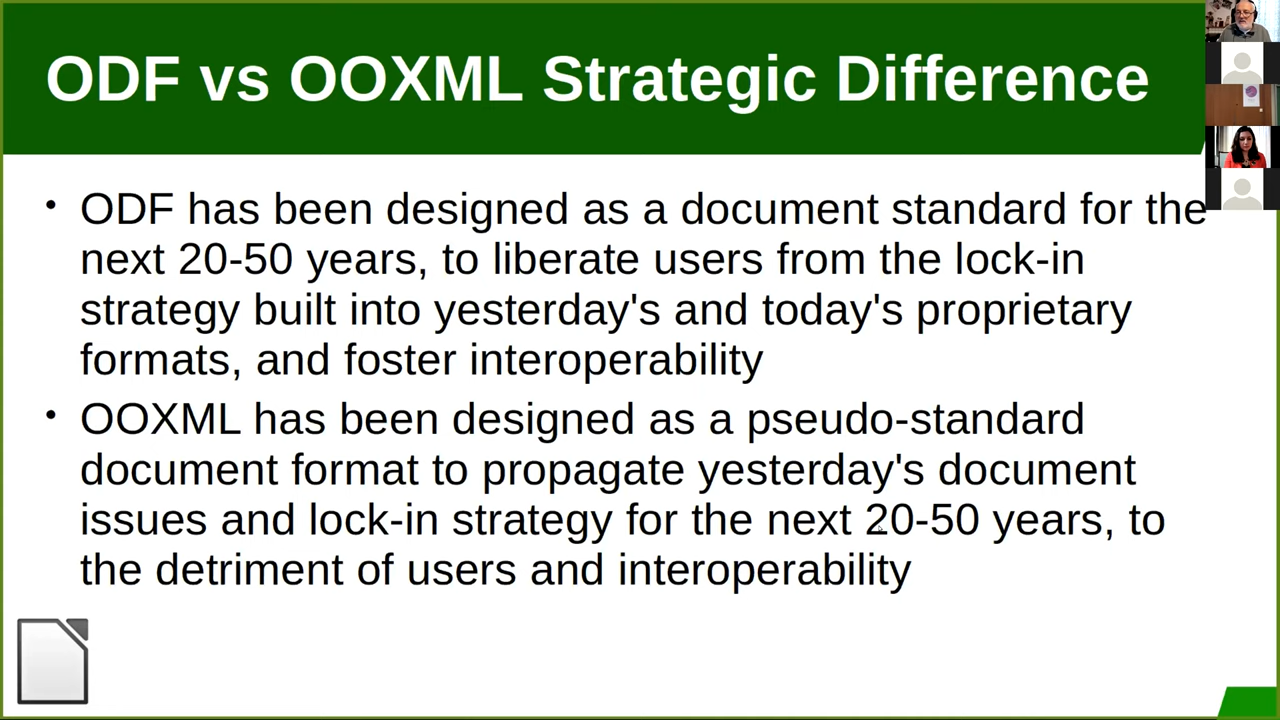 ODF vs OOXML Strategic Difference
• ODF has been designed as a document standard for the
next 20-50 years, to liberate users from the lock-in
strategy built into yesterday's and today's proprietary
formats, and foster interoperability
• OOXML has been designed as a pseudo-standard
document format to propagate yesterday's document
issues and lock-in strategy for the next 20-50 years, to
the detriment of users and interoperability